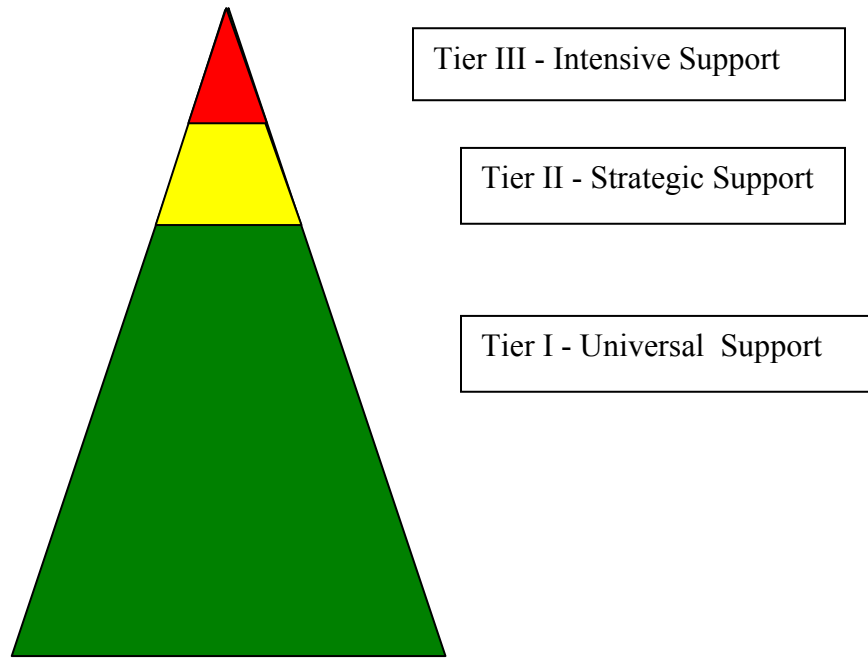 Tier III - Intensive Support
Tier II - Strategic Support
Tier I - Universal  Support